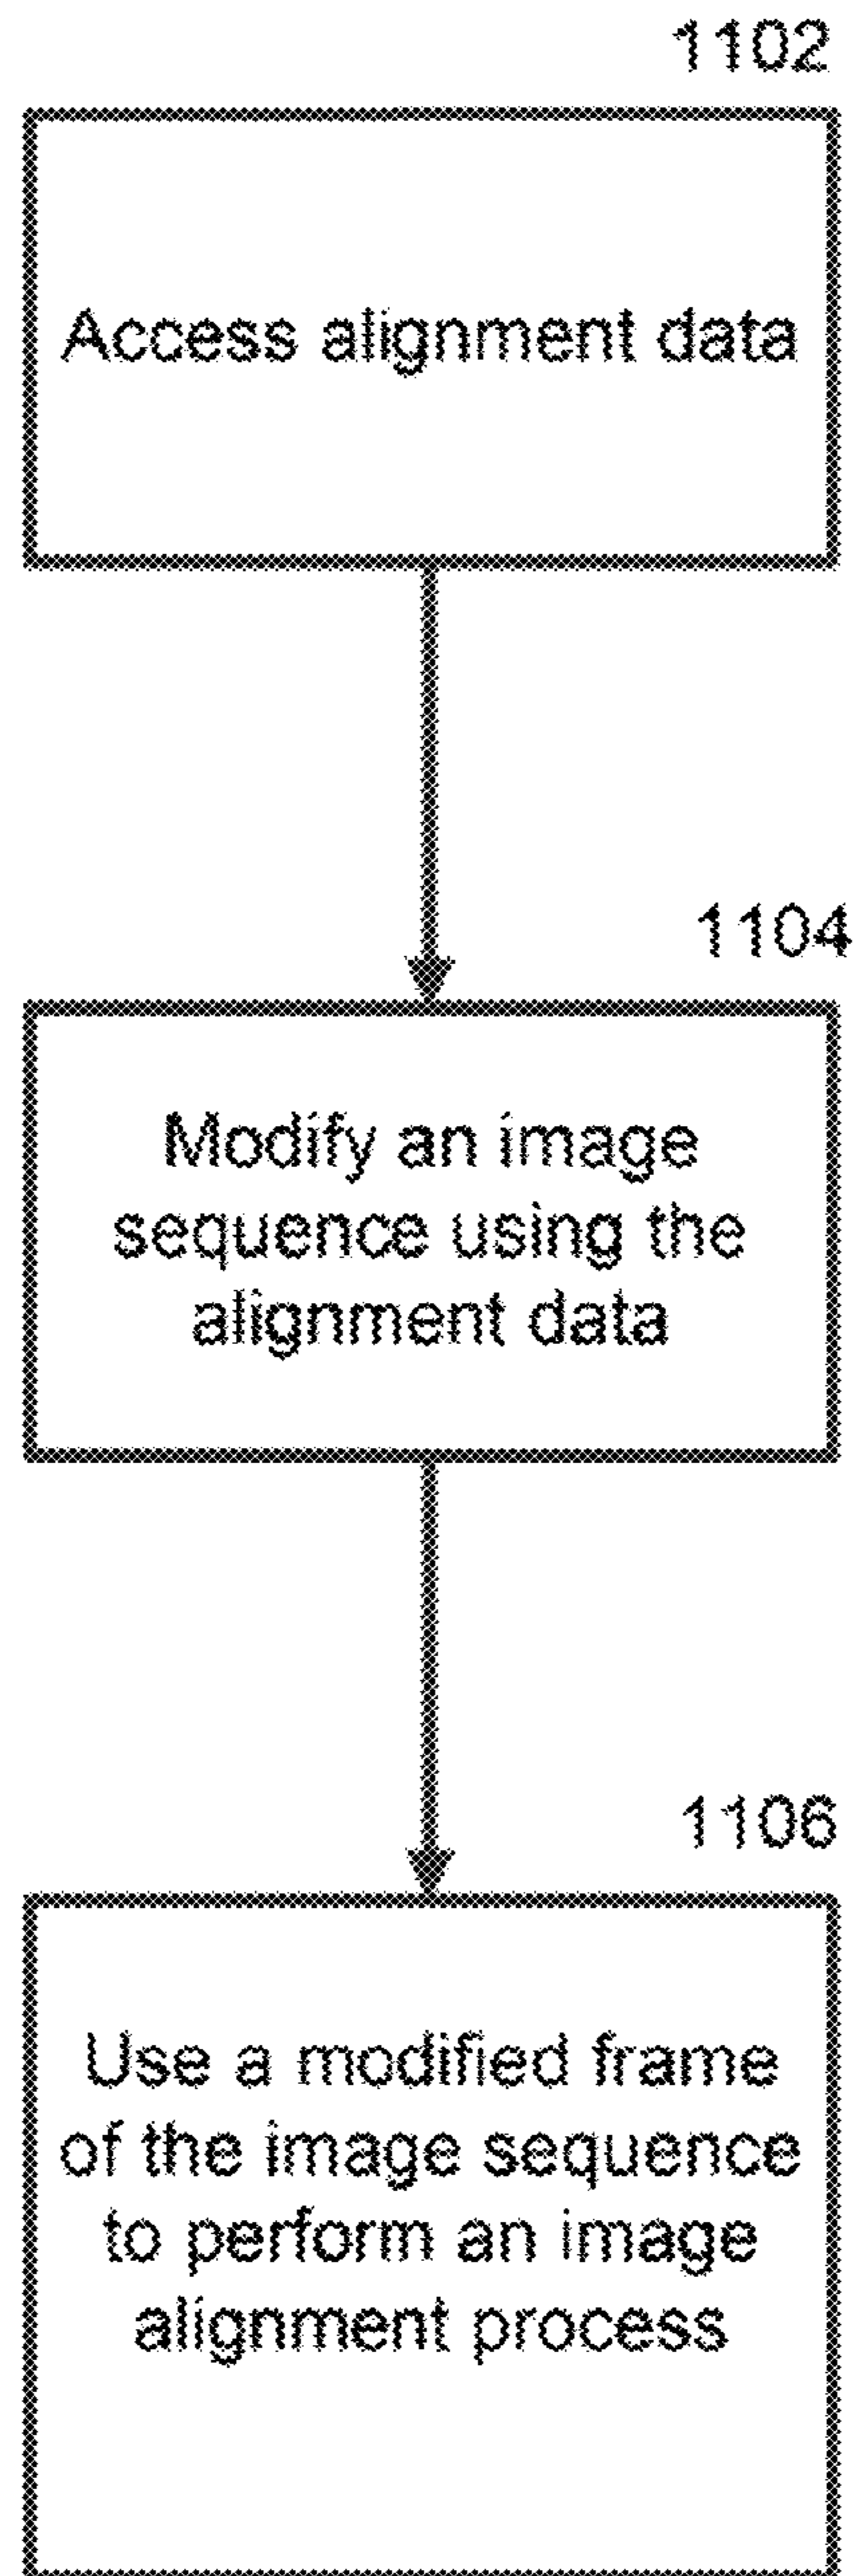 1102
Access alignment data
1104
Modify an image
sequence using the
alignment data
1106
Use a modified frame
of the image sequence
to perform an image
alignment process